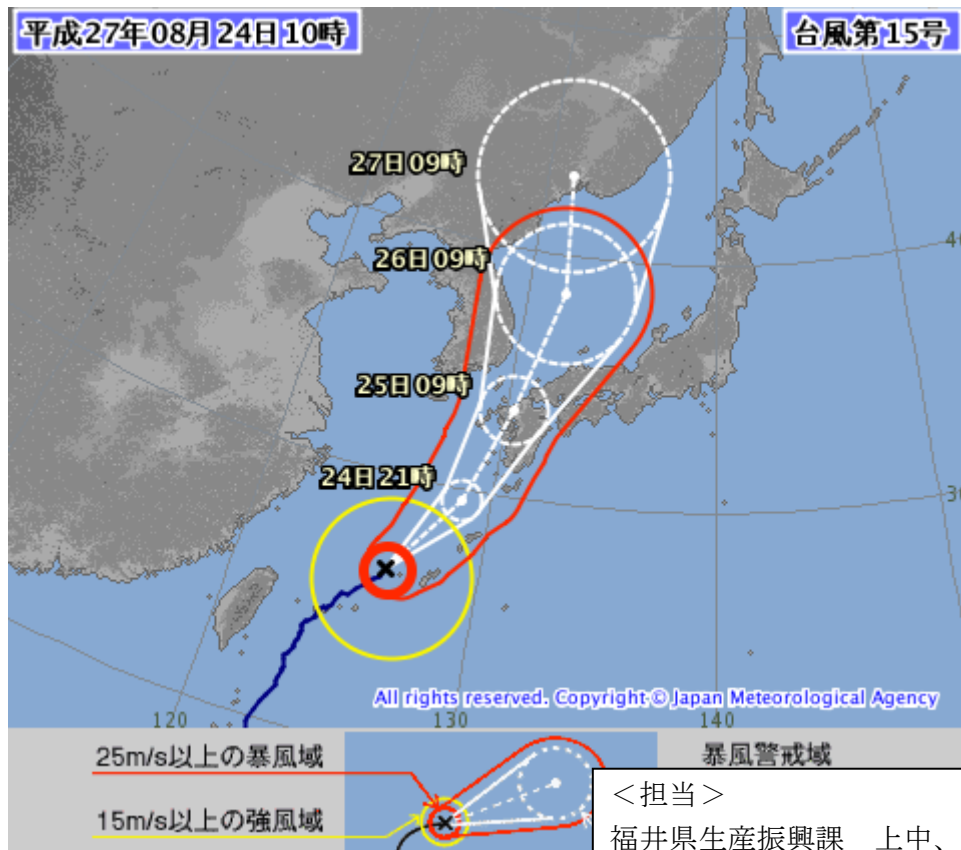 平成27年08月24日10時
台風第15号
27日09時
26日09時
25日09時
24日21時
40
30
All rights reserved. Copyright © Japan Meteorological Agency
120
130
140
25m/s以上の暴風域
暴風警戒域
15m/s以上の強風域
＜担当＞
福井県生産振興課　上中、